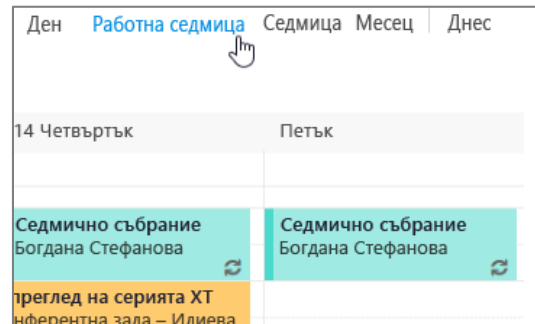 Ден Работна седмица Седмица Месец Днес
14 Четвъртък Петък
Седмично събрание Седмично събрание
Богдана Стефанова Богдана Стефанова
преглед на серията XT
нферентна зала – Илиева